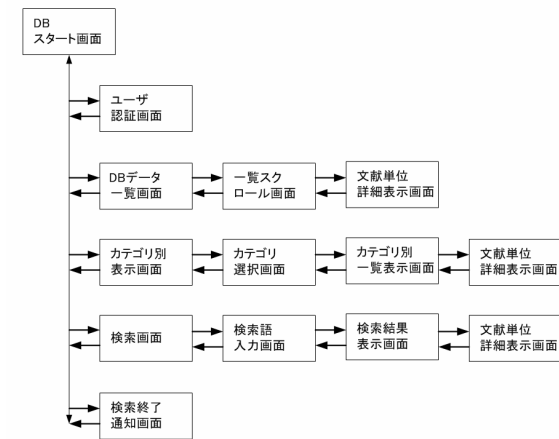 DB
スタート画面
ユーザ
認証画面
DBデータ
一覧画面
一覧スク
ロール画面
文献単位
詳細表示画面
カテゴリ別
表示画面
カテゴリ
選択画面
カテゴリ別
一覧表示画面
文献単位
詳細表示画面
検索画面
検索語
入力画面
検索結果
表示画面
文献単位
詳細表示画面
検索終了
通知画面